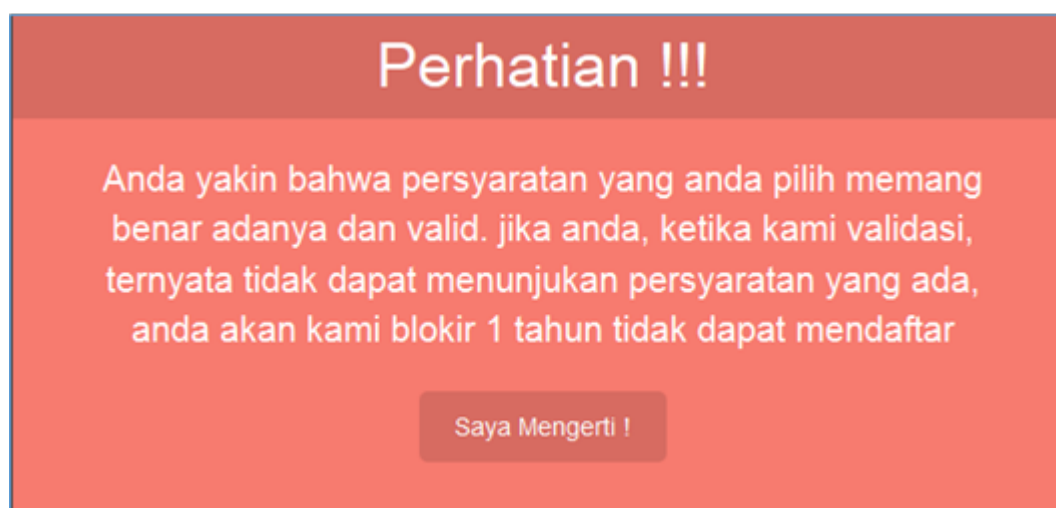 Perhatian !!!
Anda yakin bahwa persyaratan yang anda pilih memang
benar adanya dan valid. jika anda, ketika kami validasi,
ternyata tidak dapat menunjukan persyaratan yang ada,
anda akan kami blokir 1 tahun tidak dapat mendaftar
Saya Mengerti !